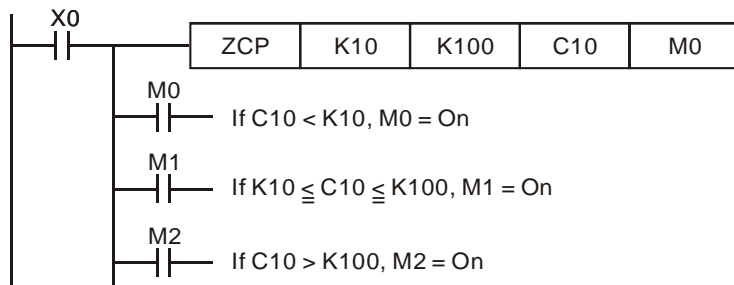 X0
ZCP K10 K100 C10 M0
M0
If C10 < K10, M0 = On
M1
If K10 ≦ C10 ≦ K100, M1 = On
M2
If C10 > K100, M2 = On